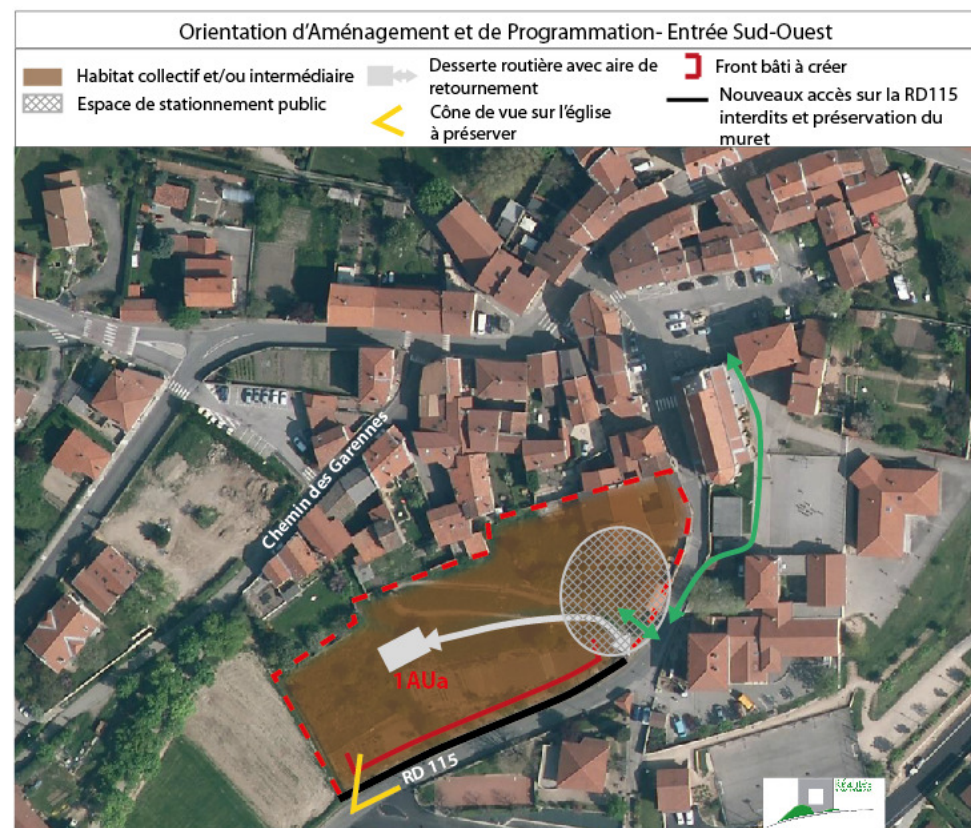 Orientation d'Aménagement et de Programmation- Entrée Sud-Ouest
Habitat collectif et/ou intermédiaire
Espace de stationnement public
Desserte routière avec aire de
retournement
Cône de vue sur l'église
à préserver
Front bâti à créer
Nouveaux accès sur la RD115
interdits et préservation du
muret
Chemin des Garennes
1AUa
RD 115